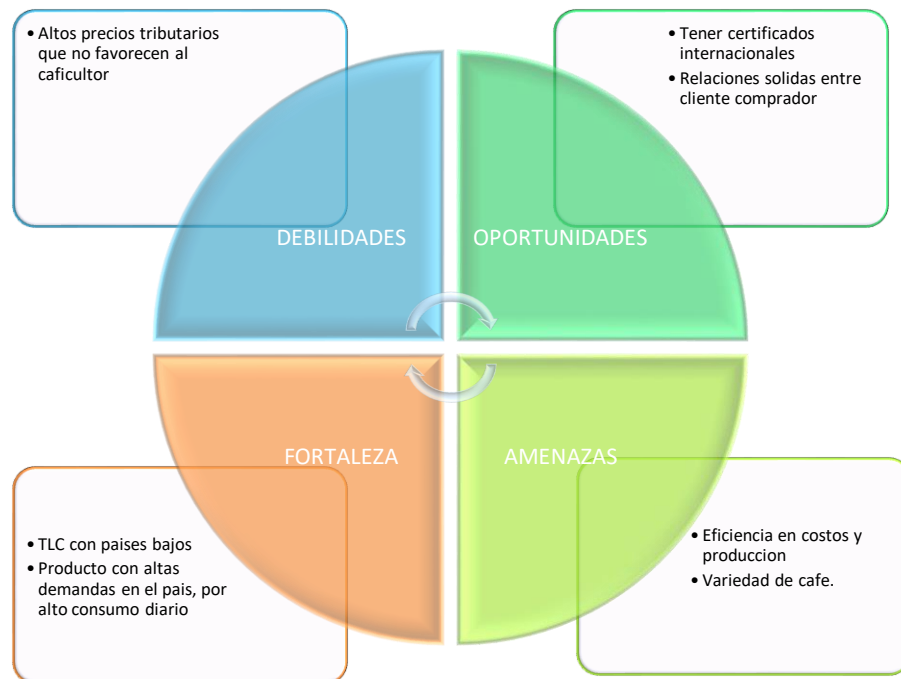 • Altos precios tributarios
que no favorecen al
caficultor
• Tener certificados
internacionales
• Relaciones solidas entre
cliente comprador
DEBILIDADES
OPORTUNIDADES
FORTALEZA
AMENAZAS
• TLC con paises bajos
• Producto con altas
demandas en el pais, por
alto consumo diario
• Eficiencia en costos y
produccion
• Variedad de cafe.